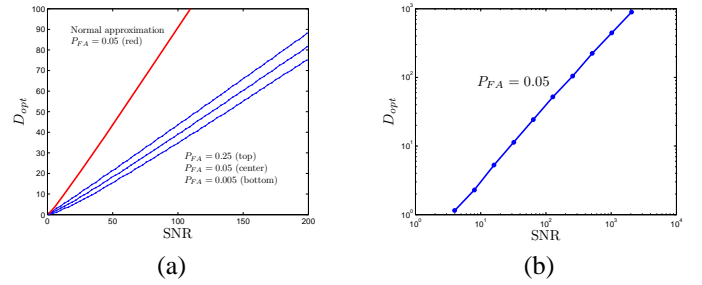 100
90
80
70
60
50
40
30
20
10
0
D_opt
Normal approximation
P_FA = 0.05 (red)
P_FA = 0.25 (top)
P_FA = 0.05 (center)
P_FA = 0.005 (bottom)
0 50 100 150 200
SNR
(a)
10^3
10^2
10^1
10^0
D_opt
P_FA = 0.05
10^0 10^1 10^2 10^3 10^4
SNR
(b)